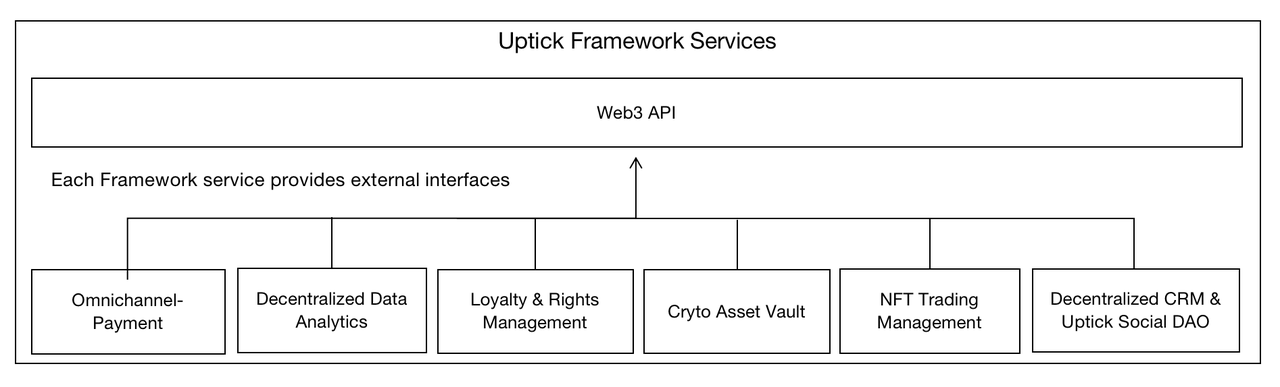 Uptick Framework Services
Web3 API
Each Framework service provides external interfaces
Omnichannel-
Payment
Decentralized Data
Analytics
Loyalty & Rights
Management
Cryto Asset Vault
NFT Trading
Management
Decentralized CRM &
Uptick Social DAO